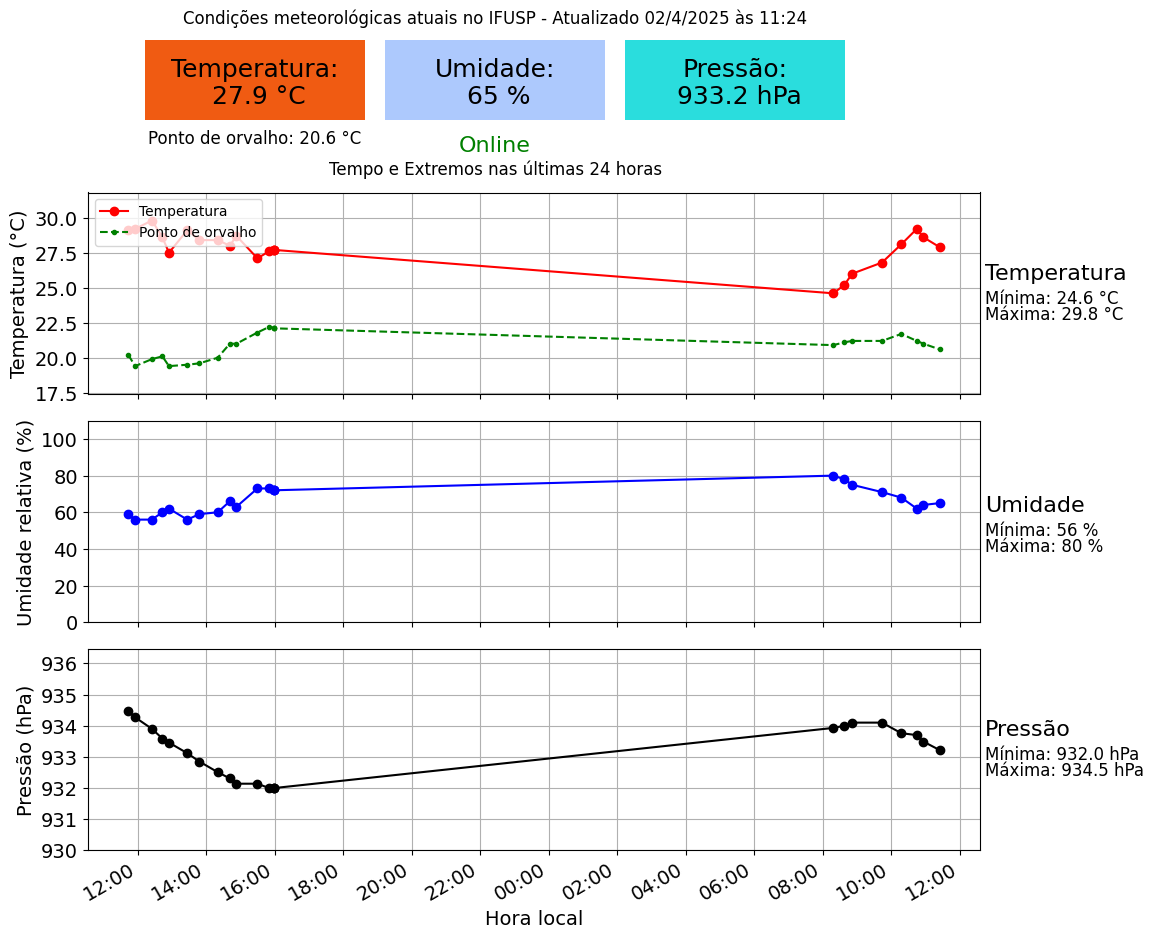 Condições meteorológicas atuais no IFUSP - Atualizado 02/4/2025 às 11:24
Temperatura:
27.9 °C
Umidade:
65 %
Pressão:
933.2 hPa
Ponto de orvalho: 20.6 °C
Online
Tempo e Extremos nas últimas 24 horas
Temperatura (°C)
30.0
27.5
25.0
22.5
20.0
17.5
Temperatura
Ponto de orvalho
Temperatura
Mínima: 24.6 °C
Máxima: 29.8 °C
Umidade relativa (%)
100
80
60
40
20
0
Umidade
Mínima: 56 %
Máxima: 80 %
Pressão (hPa)
936
935
934
933
932
931
930
Pressão
Mínima: 932.0 hPa
Máxima: 934.5 hPa
12:00
14:00
16:00
18:00
20:00
22:00
00:00
02:00
04:00
06:00
08:00
10:00
12:00
Hora local